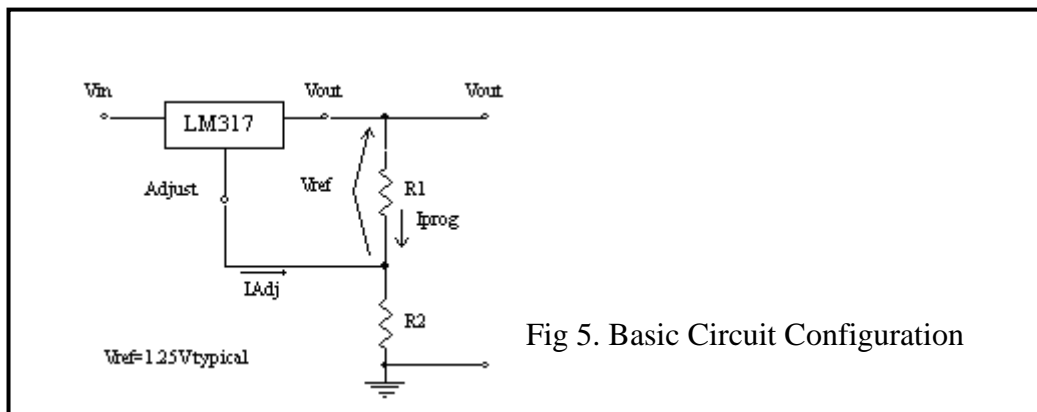 Vin
Vout
Vout
LM317
Adjust
Vref
R1
Iprog
IAdj
R2
Vref=1.25Vtypical
Fig 5. Basic Circuit Configuration